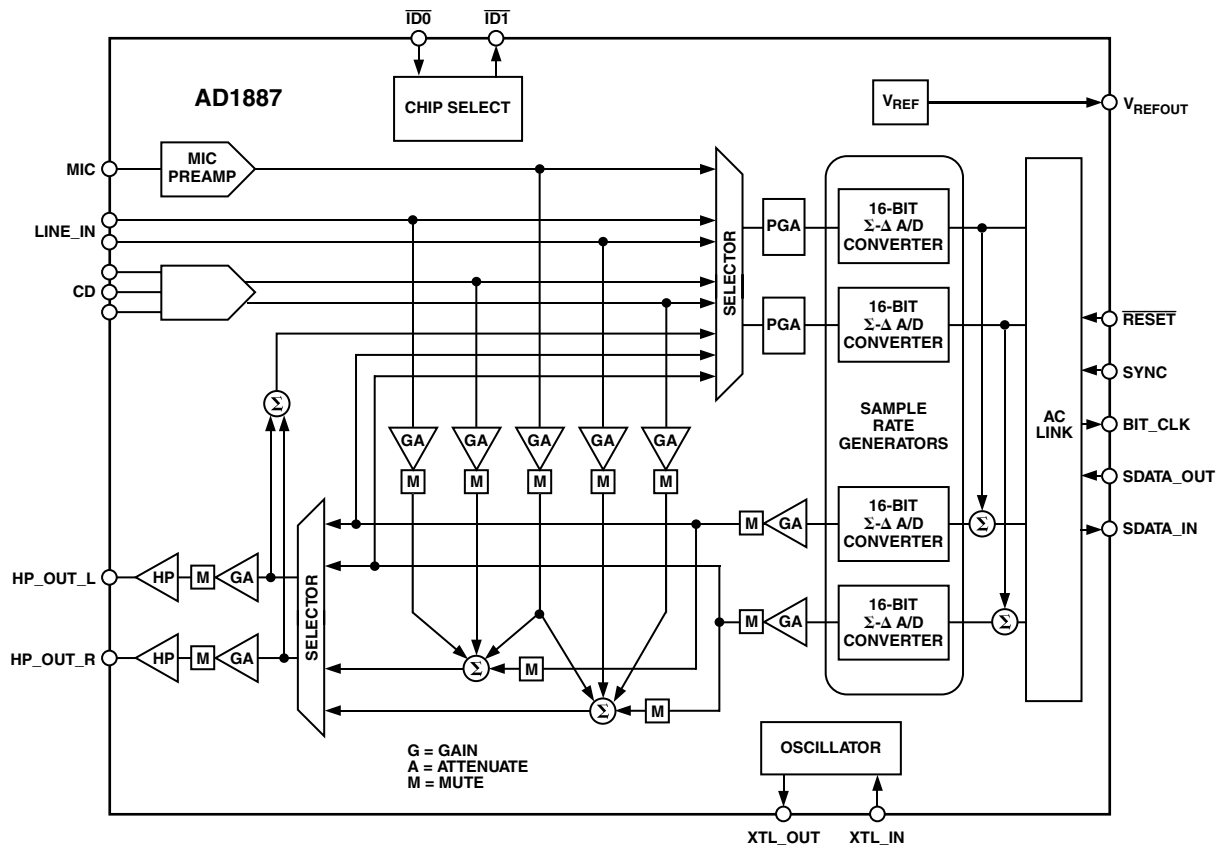 ID0
ID1
AD1887
CHIP SELECT
VREF
VREFOUT
MIC
MIC
PREAMP
LINE_IN
CD
SELECTOR
PGA
16-BIT
Σ-Δ A/D
CONVERTER
PGA
16-BIT
Σ-Δ A/D
CONVERTER
SAMPLE
RATE
GENERATORS
AC
LINK
RESET
SYNC
BIT_CLK
SDATA_OUT
SDATA_IN
Σ
GA
GA
GA
GA
GA
M
M
M
M
M
M
GA
16-BIT
Σ-Δ A/D
CONVERTER
Σ
M
GA
16-BIT
Σ-Δ A/D
CONVERTER
Σ
HP_OUT_L
HP
M
GA
SELECTOR
HP_OUT_R
HP
M
GA
Σ
M
Σ
M
G = GAIN
A = ATTENUATE
M = MUTE
OSCILLATOR
XTL_OUT
XTL_IN